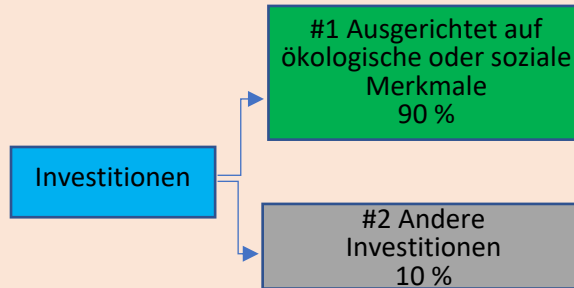 #1 Ausgerichtet auf
ökologische oder soziale
Merkmale
90 %
Investitionen
#2 Andere
Investitionen
10 %